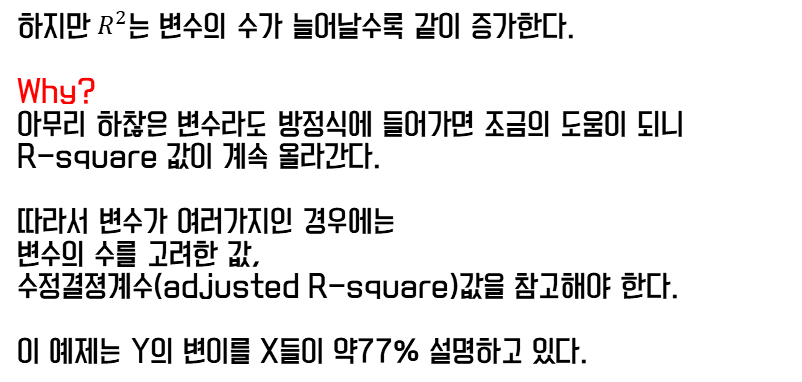 하지만 R²는 변수의 수가 늘어날수록 같이 증가한다.
Why?
아무리 하찮은 변수라도 방정식에 들어가면 조금의 도움이 되니
R-square 값이 계속 올라간다.
따라서 변수가 여러가지인 경우에는
변수의 수를 고려한 값,
수정결졍계수(adjusted R-square)값을 참고해야 한다.
이 예제는 Y의 변이를 X들이 약77% 설명하고 있다.